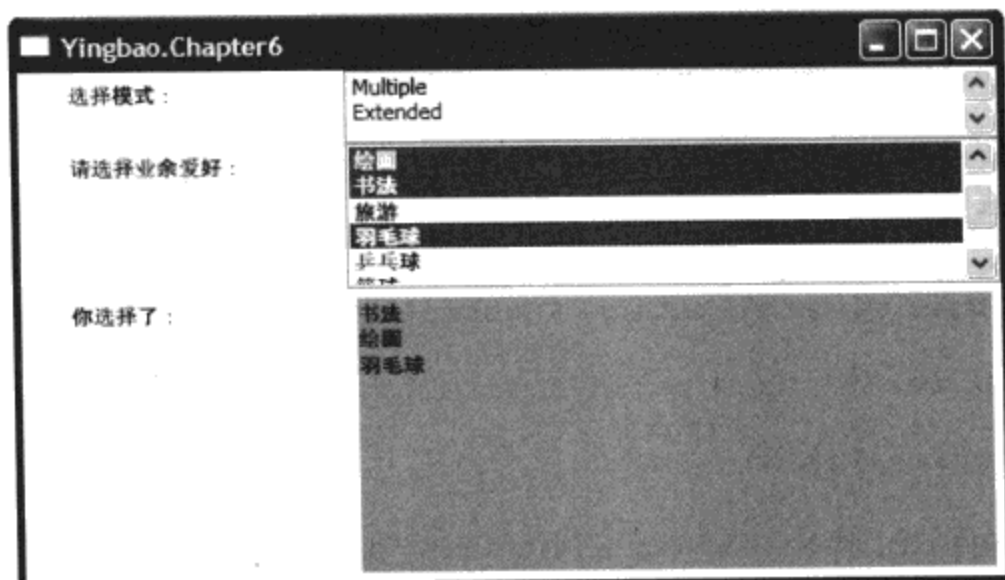 Yingbao.Chapter6
选择模式：
Multiple
Extended
请选择业余爱好：
绘画
书法
旅游
羽毛球
乒乓球
你选择了：
书法
绘画
羽毛球